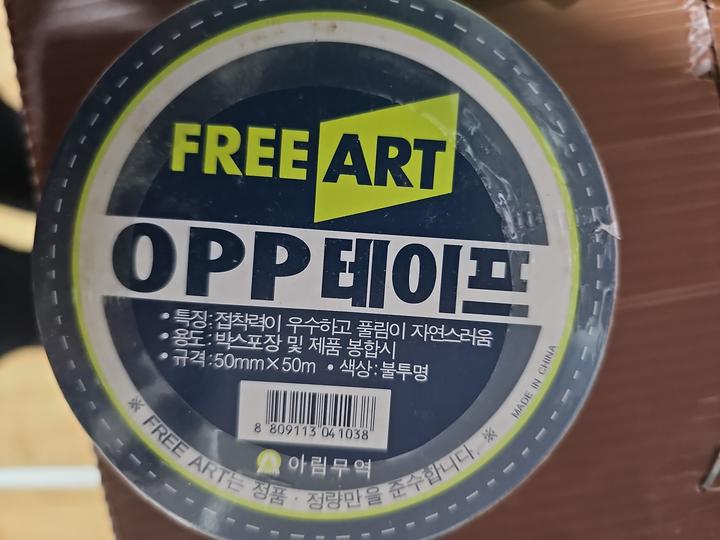 FREE ART
OPP테이프
• 특징: 접착력이 우수하고 풀림이 자연스러움
• 용도: 박스포장 및 제품 봉합시
• 규격:50mm×50m • 색상:불투명
8 809113 041038
아림무역
※ FREE ART는 정품 · 정량만을 준수합니다. ※
MADE IN CHINA